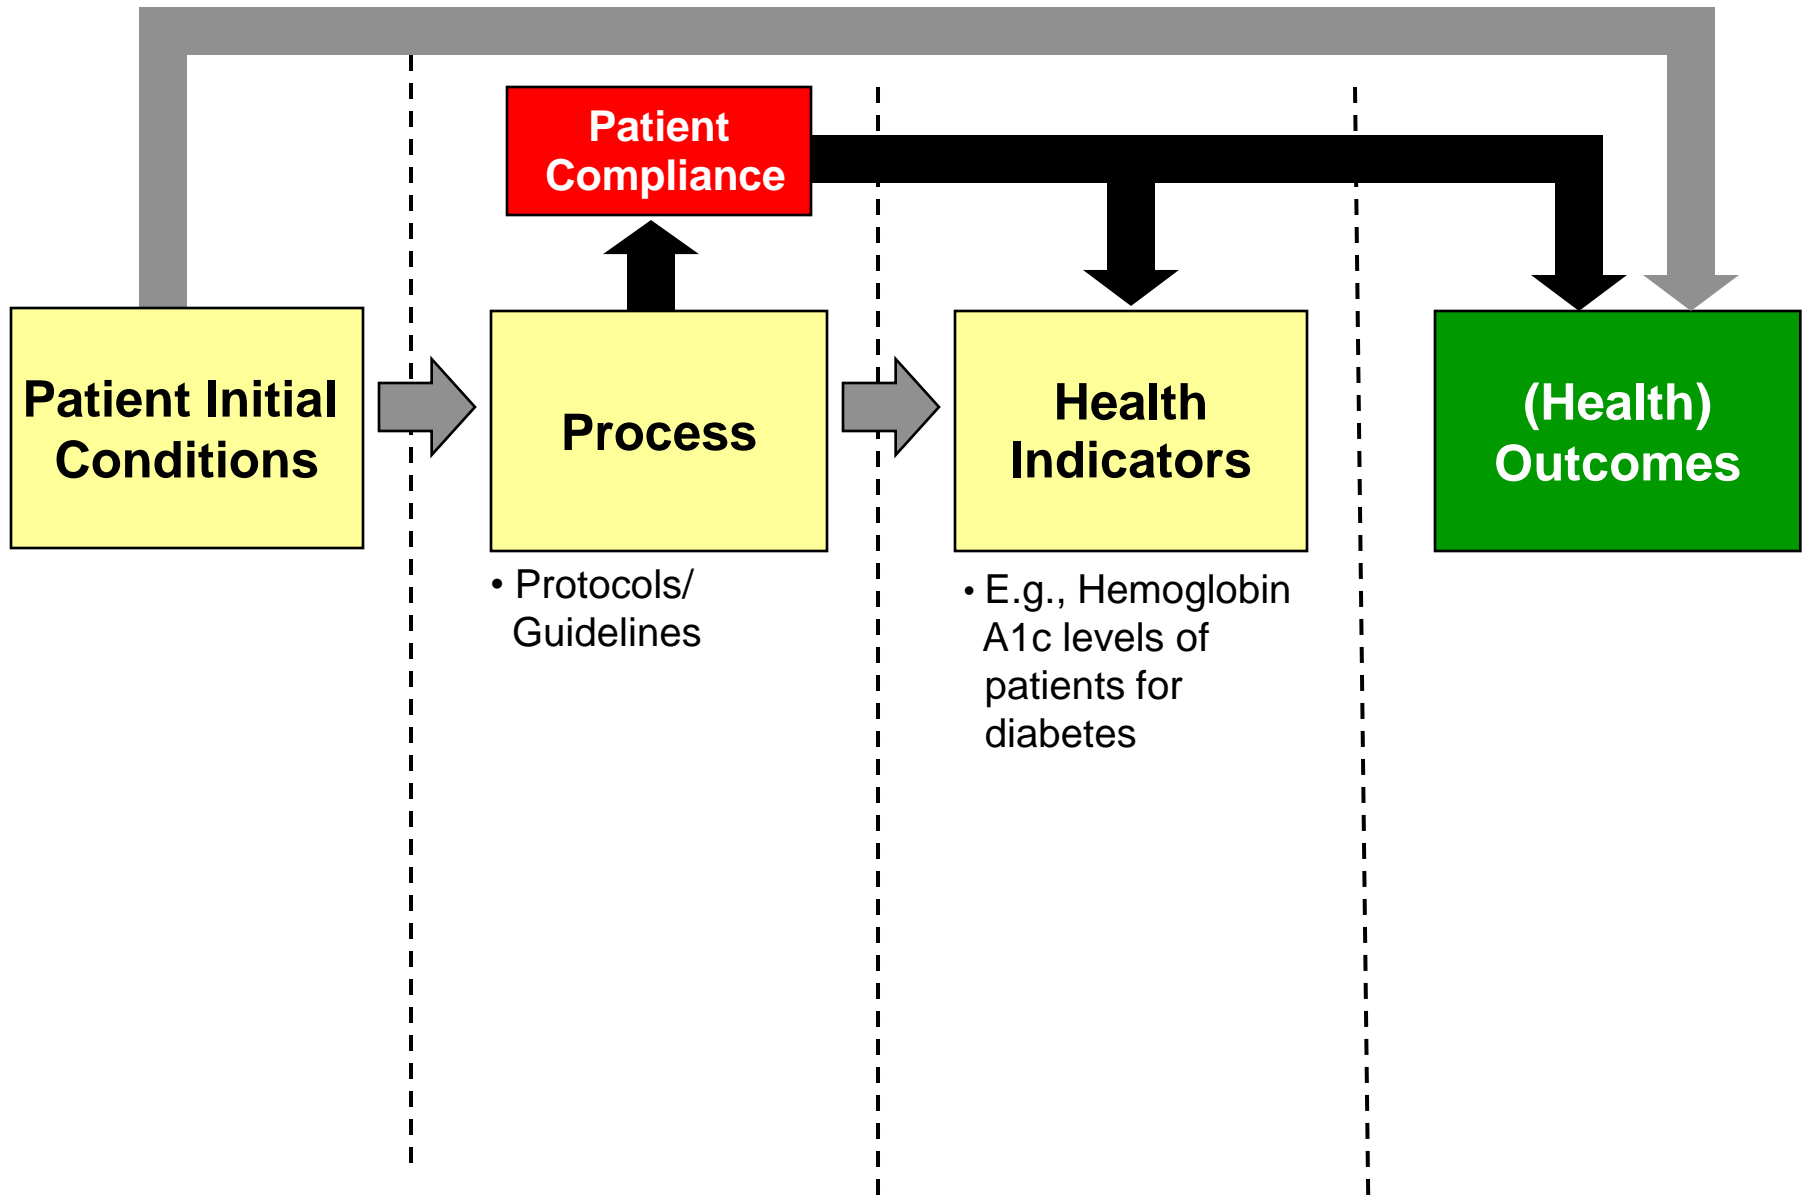 Patient
Compliance
Patient Initial
Conditions
Process
Health
Indicators
(Health)
Outcomes
• Protocols/
Guidelines
• E.g., Hemoglobin
A1c levels of
patients for
diabetes